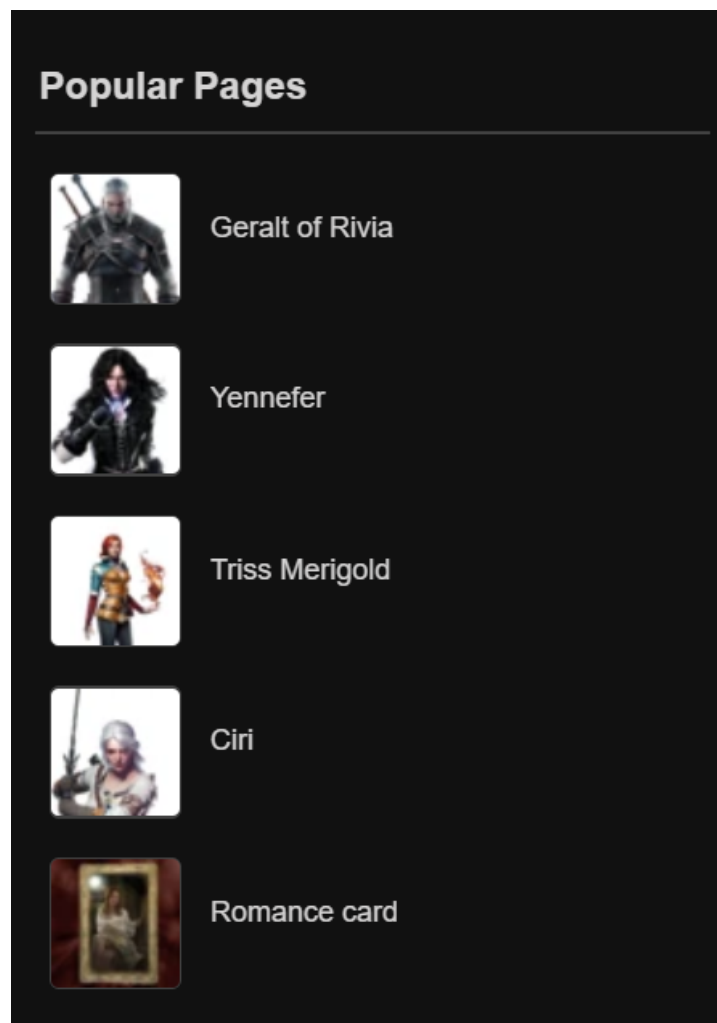 Popular Pages
Geralt of Rivia
Yennefer
Triss Merigold
Ciri
Romance card